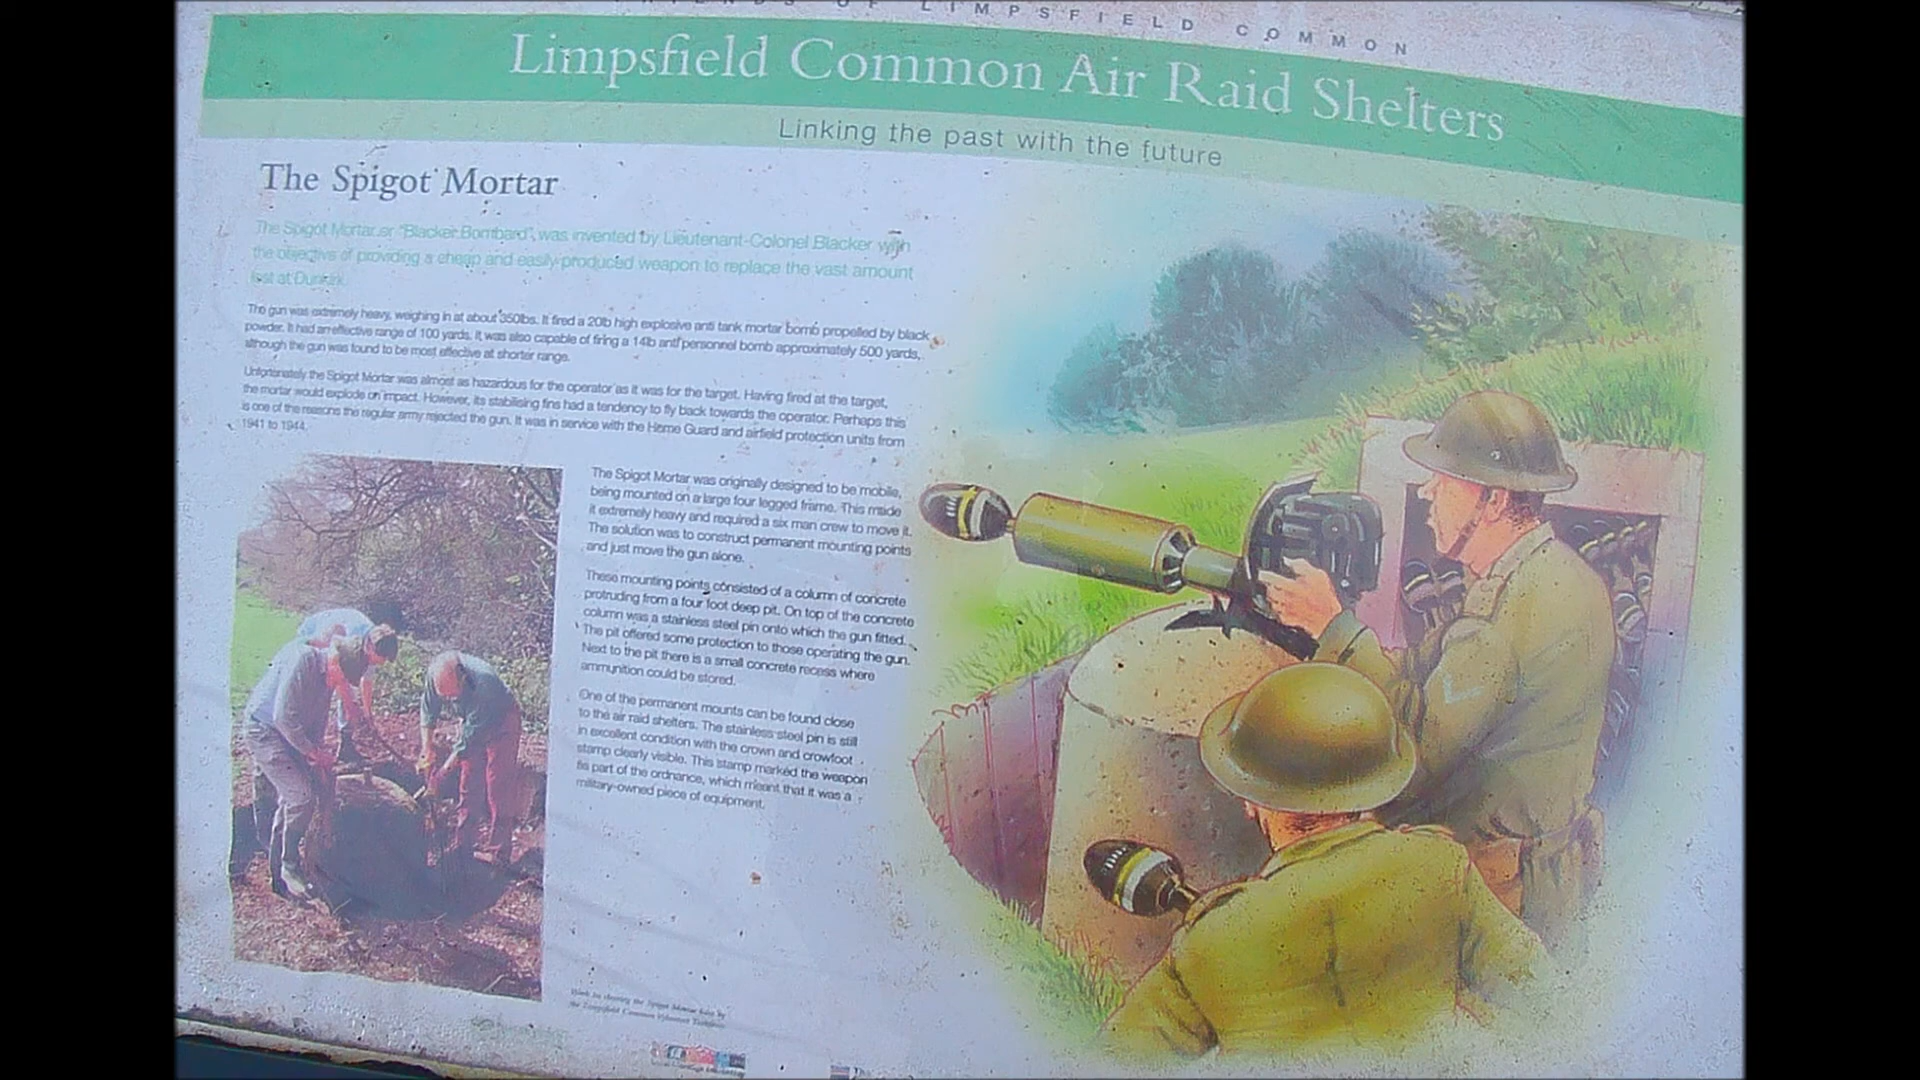 OF LIMPSFIELD COMMON
Limpsfield Common Air Raid Shelters
Linking the past with the future
The Spigot Mortar
The Spigot Mortar or "Blacker Bombard", was invented by Lieutenant-Colonel Blacker with
the objective of providing a cheap and easily-produced weapon to replace the vast amount
lost at Dunkirk.
The gun was extremely heavy, weighing in at about 350lbs. It fired a 20lb high explosive anti tank mortar bomb propelled by black
powder. It had an effective range of 100 yards. It was also capable of firing a 14lb anti personnel bomb approximately 500 yards,
although the gun was found to be most effective at shorter range.
Unfortunately the Spigot Mortar was almost as hazardous for the operator as it was for the target. Having fired at the target,
the mortar would explode on impact. However, its stabilising fins had a tendency to fly back towards the operator. Perhaps this
is one of the reasons the regular army rejected the gun. It was in service with the Home Guard and airfield protection units from
1941 to 1944.
The Spigot Mortar was originally designed to be mobile,
being mounted on a large four legged frame. This made
it extremely heavy and required a six man crew to move it.
The solution was to construct permanent mounting points
and just move the gun alone.
These mounting points consisted of a column of concrete
protruding from a four foot deep pit. On top of the concrete
column was a stainless steel pin onto which the gun fitted.
The pit offered some protection to those operating the gun.
Next to the pit there is a small concrete recess where
ammunition could be stored.
One of the permanent mounts can be found close
to the air raid shelters. The stainless steel pin is still
in excellent condition with the crown and crowfoot
stamp clearly visible. This stamp marked the weapon
as part of the ordnance, which meant that it was a
military-owned piece of equipment.
the Spigot Mortar base by
the Limpsfield Common Volunteer